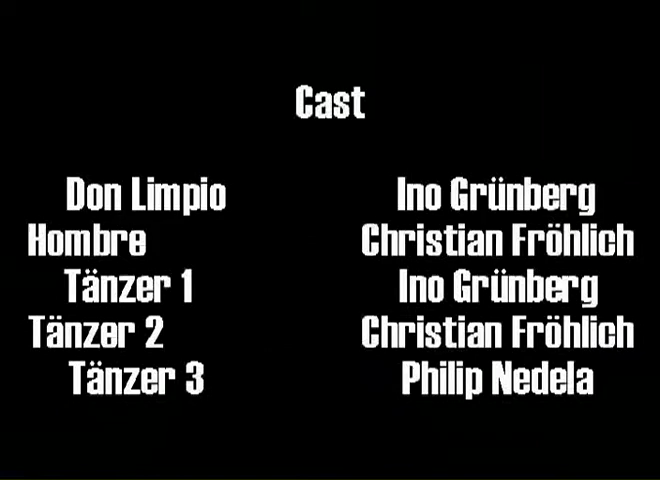 Cast
Don Limpio Ino Grünberg
Hombre Christian Fröhlich
Tänzer 1 Ino Grünberg
Tänzer 2 Christian Fröhlich
Tänzer 3 Philip Nedela